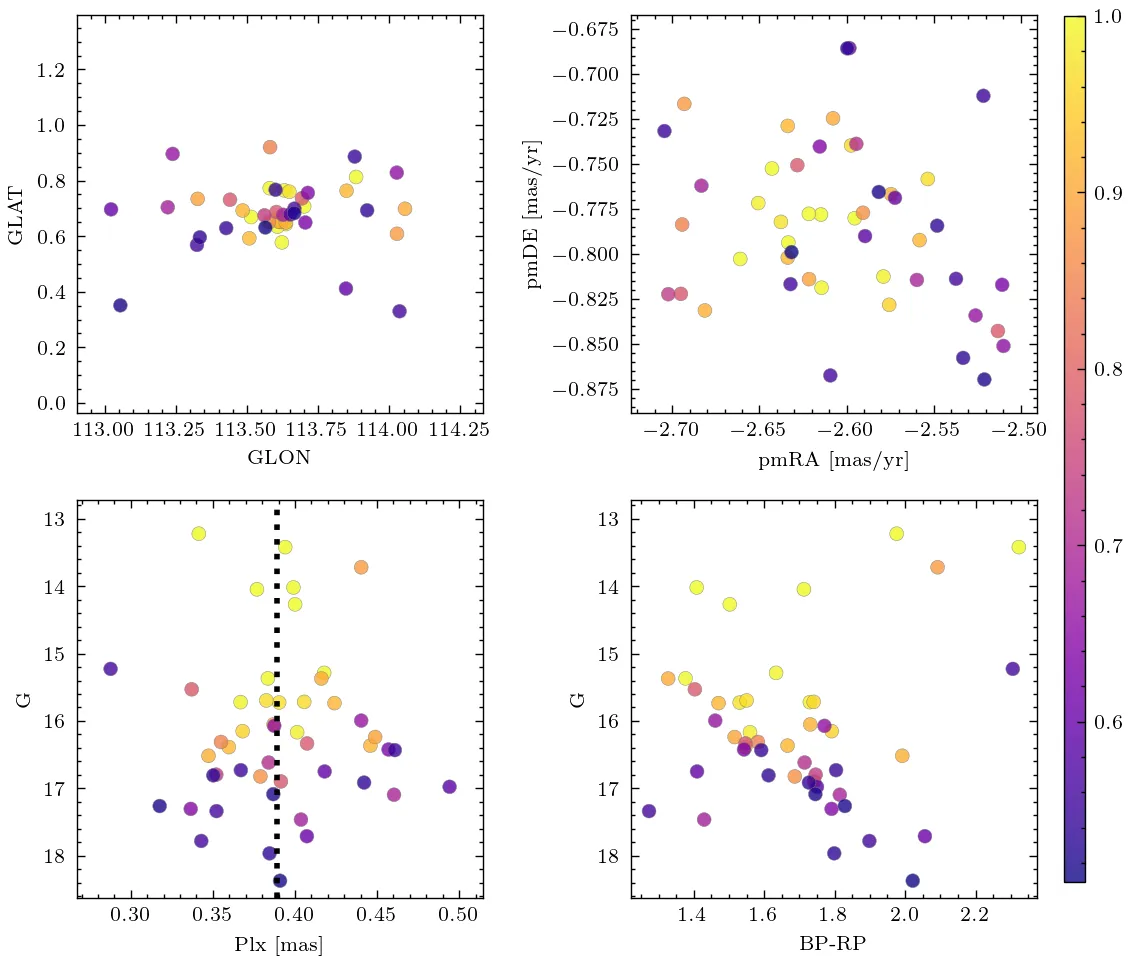 1.2
1.0
0.8
0.6
0.4
0.2
0.0
GLAT
113.00 113.25 113.50 113.75 114.00 114.25
GLON
−0.675
−0.700
−0.725
−0.750
−0.775
−0.800
−0.825
−0.850
−0.875
pmDE [mas/yr]
−2.70 −2.65 −2.60 −2.55 −2.50
pmRA [mas/yr]
13
14
15
16
17
18
G
0.30 0.35 0.40 0.45 0.50
Plx [mas]
13
14
15
16
17
18
G
1.4 1.6 1.8 2.0 2.2
BP-RP
1.0
0.9
0.8
0.7
0.6